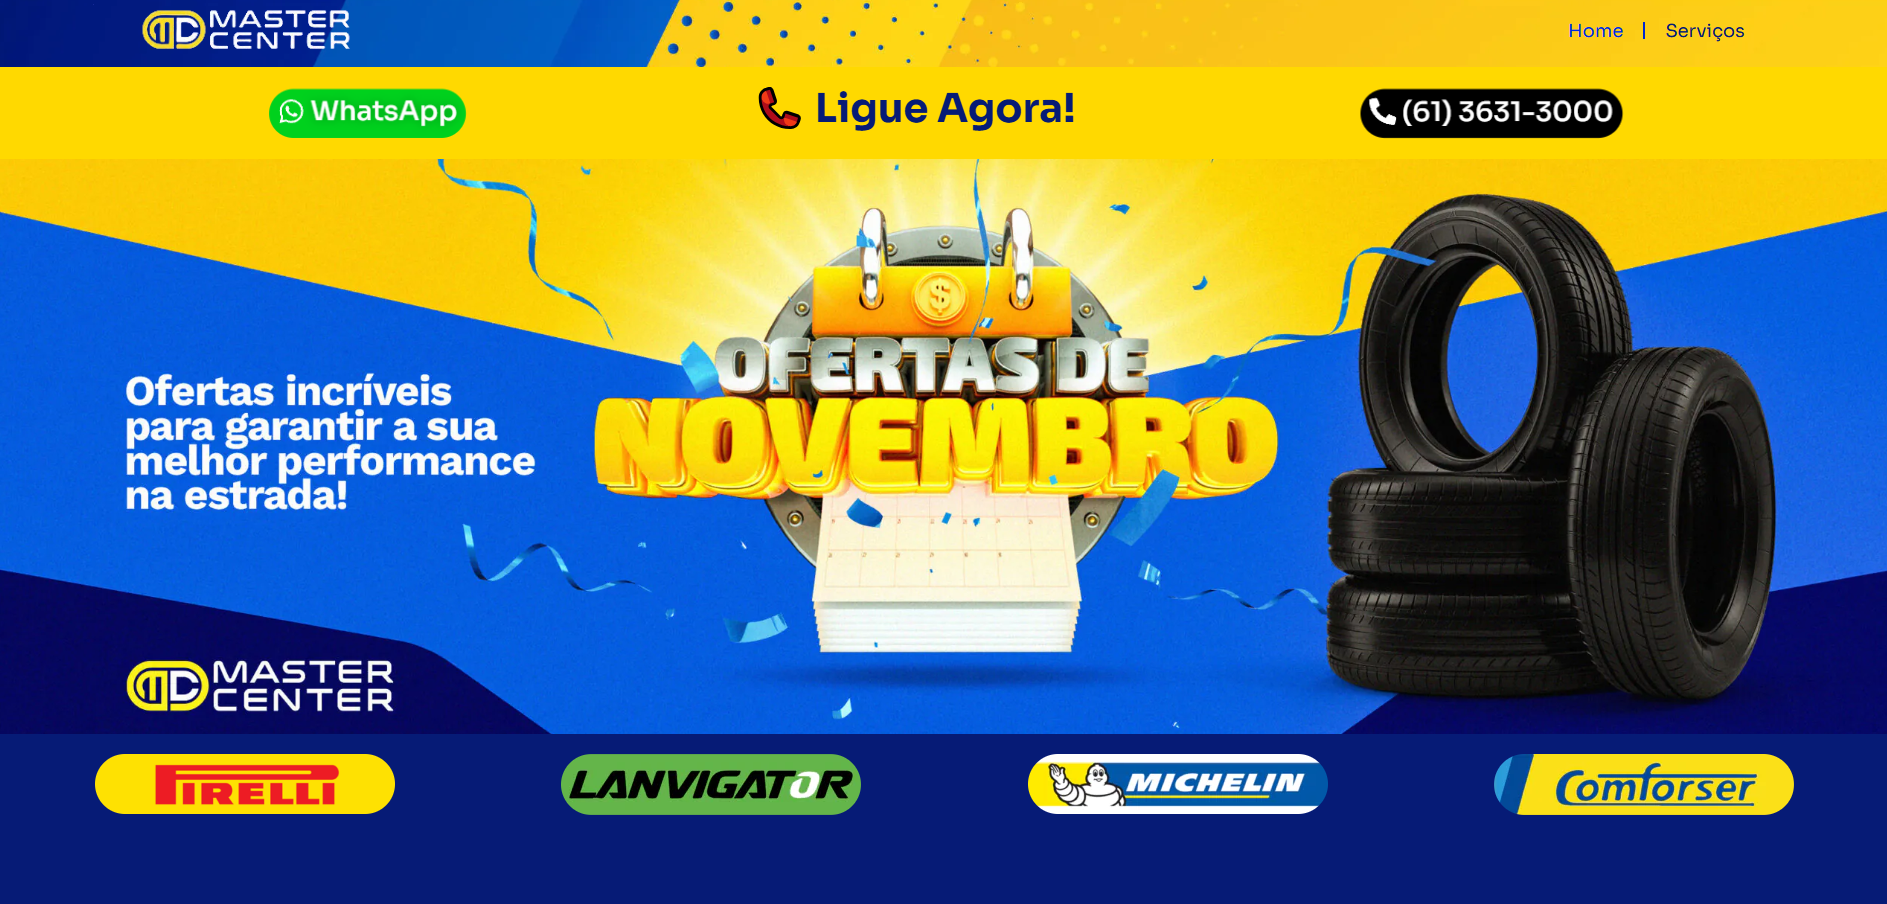 MASTER
CENTER
Home
Serviços
WhatsApp
Ligue Agora!
(61) 3631-3000
OFERTAS DE
NOVEMBRO
Ofertas incríveis
para garantir a sua
melhor performance
na estrada!
MASTER
CENTER
PIRELLI
LANVIGATOR
MICHELIN
Comforser